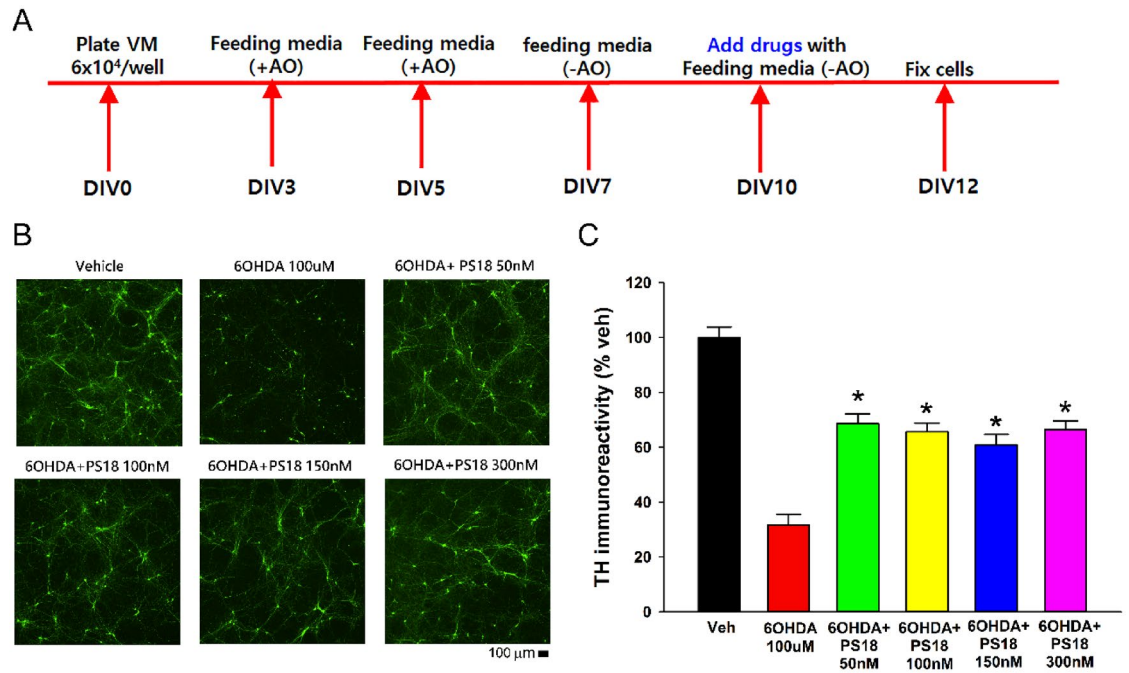 A
Plate VM
6x10⁴/well
Feeding media
(+AO)
Feeding media
(+AO)
feeding media
(-AO)
Add drugs with
Feeding media (-AO)
Fix cells
DIV0
DIV3
DIV5
DIV7
DIV10
DIV12
B
Vehicle
6OHDA 100uM
6OHDA+ PS18 50nM
6OHDA+PS18 100nM
6OHDA+PS18 150nM
6OHDA+PS18 300nM
100 μm
C
TH immunoreactivity (% veh)
120
100
80
60
40
20
0
*
*
*
*
Veh
6OHDA
100uM
6OHDA+
PS18
50nM
6OHDA+
PS18
100nM
6OHDA+
PS18
150nM
6OHDA+
PS18
300nM